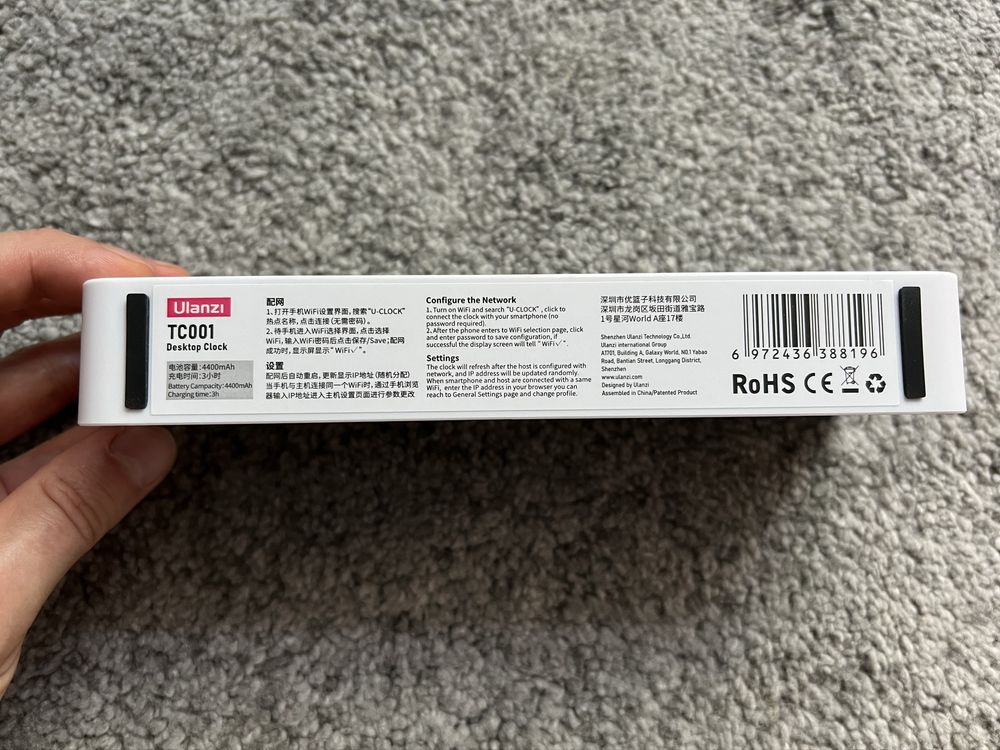 Ulanzi
TC001
Desktop Clock
电池容量:4400mAh
充电时间:3小时
Battery Campacity:4400mAh
Charging time:3h
配网
1.打开手机WiFi设置界面，搜索"U-CLOCK"
热点名称，点击连接(无需密码)。
2.待手机进入WiFi选择界面，点击选择
WiFi，输入WiFi密码后点击保存/Save;配网
成功时，显示屏显示"WiFi✓"。
设置
配网后自动重启，更新显示IP地址(随机分配)
当手机与主机连接同一个WiFi时，通过手机浏
器输入IP地址进入主机设置页面进行参数更改
Configure the Network
1.Turn on WiFi and search "U-CLOCK", click to
connect the clock with your smartphone (no
password required).
2.After the phone enters to WiFi selection page, click
and enter password to save configuration, if
successful the display screen will tell "WiFi✓".
Settings
The clock will refresh after the host is configured with
network, and IP address will be updated randomly.
When smartphone and host are connected with a same
WiFi, enter the IP address in your browser you can
reach to General Settings page and change profile.
深圳市优篮子科技有限公司
深圳市龙岗区坂田街道雅宝路
1号星河World A座17楼
Shenzhen Ulanzi Technology Co.,Ltd.
Ulanzi international Group
A1701, Building A, Galaxy World, NO.1 Yabao
Road, Bantian Street, Longgang District,
Shenzhen
www.ulanzi.com
Designed by Ulanzi
Assembled in China/Patented Product
6 972436 388196
RoHS CE